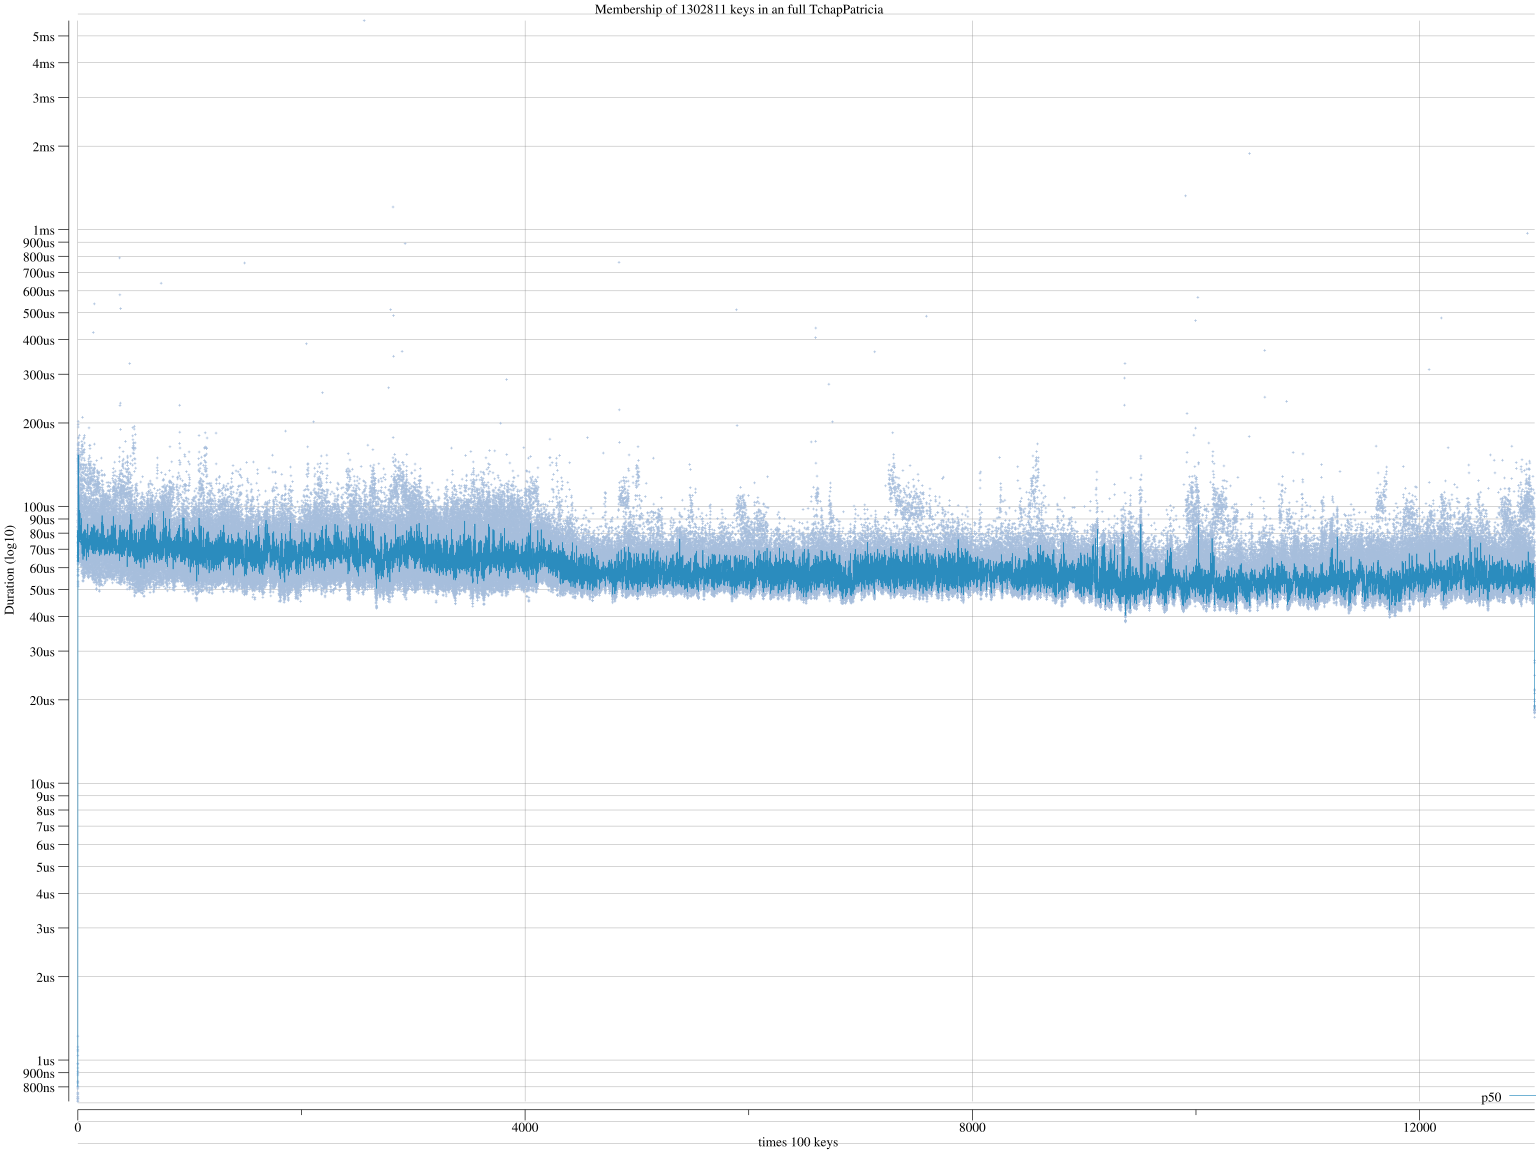 Membership of 1302811 keys in an full TchapPatricia
5ms
4ms
3ms
2ms
1ms
900us
800us
700us
600us
500us
400us
300us
200us
100us
90us
80us
70us
60us
50us
40us
30us
20us
10us
9us
8us
7us
6us
5us
4us
3us
2us
1us
900ns
800ns
Duration (log10)
p50
0
4000
8000
12000
times 100 keys